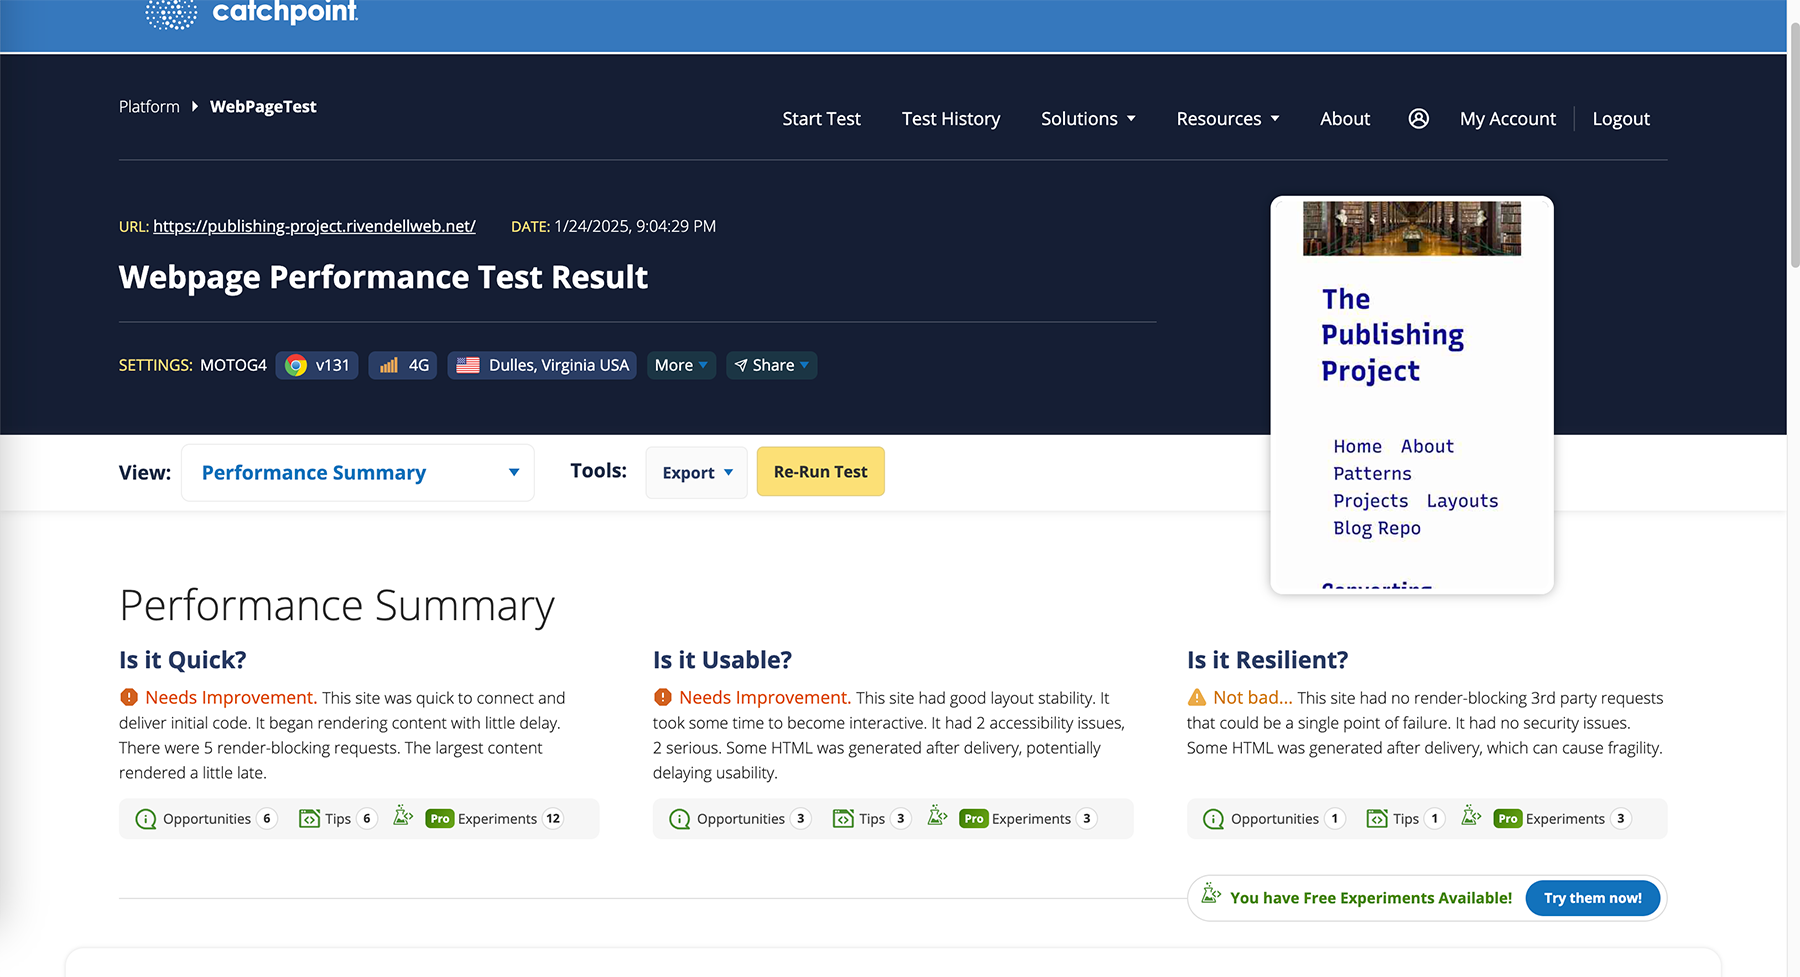 catchpoint.
Platform WebPageTest
Start Test Test History Solutions Resources About My Account Logout
URL: https://publishing-project.rivendellweb.net/ DATE: 1/24/2025, 9:04:29 PM
Webpage Performance Test Result
SETTINGS: MOTOG4 v131 4G Dulles, Virginia USA More Share
The
Publishing
Project
Home About
Patterns
Projects Layouts
Blog Repo
Converting
View: Performance Summary Tools: Export Re-Run Test
Performance Summary
Is it Quick?
Needs Improvement. This site was quick to connect and
deliver initial code. It began rendering content with little delay.
There were 5 render-blocking requests. The largest content
rendered a little late.
Opportunities 6 Tips 6 Pro Experiments 12
Is it Usable?
Needs Improvement. This site had good layout stability. It
took some time to become interactive. It had 2 accessibility issues,
2 serious. Some HTML was generated after delivery, potentially
delaying usability.
Opportunities 3 Tips 3 Pro Experiments 3
Is it Resilient?
Not bad... This site had no render-blocking 3rd party requests
that could be a single point of failure. It had no security issues.
Some HTML was generated after delivery, which can cause fragility.
Opportunities 1 Tips 1 Pro Experiments 3
You have Free Experiments Available! Try them now!